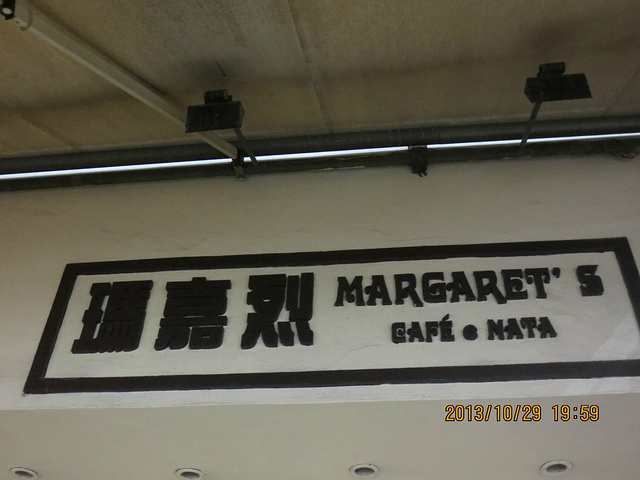 瑪嘉烈 MARGARET'S
CAFÉ e NATA
2013/10/29 19:59